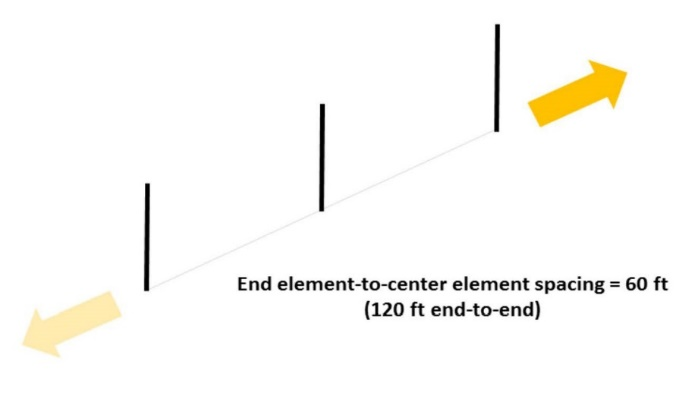 End element-to-center element spacing = 60 ft
(120 ft end-to-end)